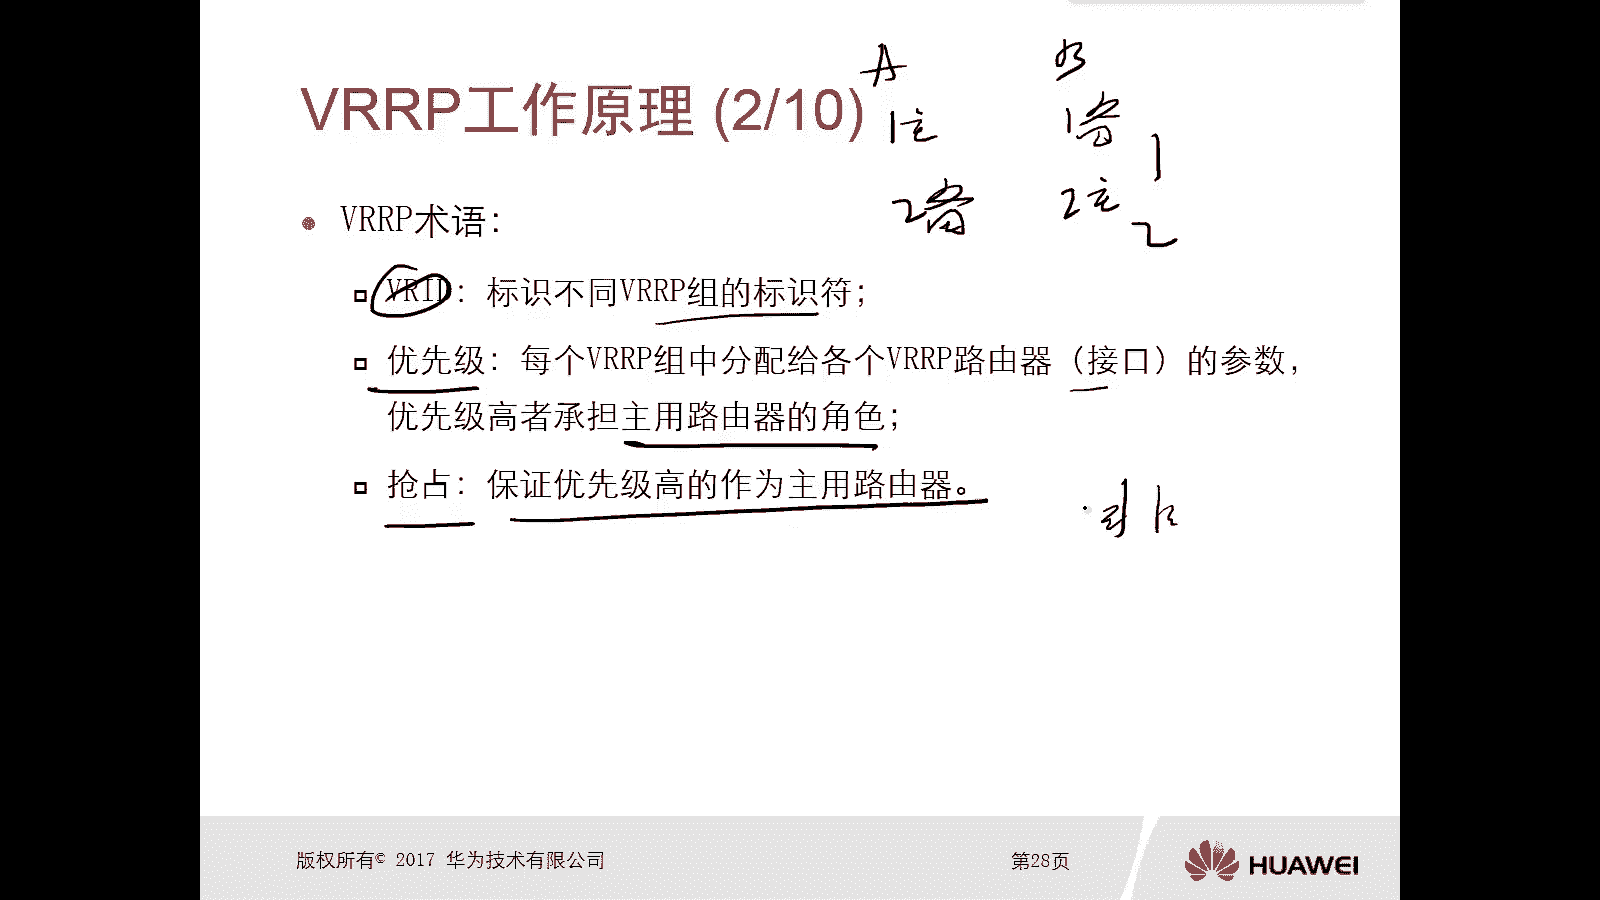 A B
VRRP工作原理 (2/10)
1主 1备
1
2备 2主
2
VRRP术语：
VRID：标识不同VRRP组的标识符；
优先级：每个VRRP组中分配给各个VRRP路由器（接口）的参数，
优先级高者承担主用路由器的角色；
抢占：保证优先级高的作为主用路由器。
版权所有© 2017 华为技术有限公司
第28页
HUAWEI